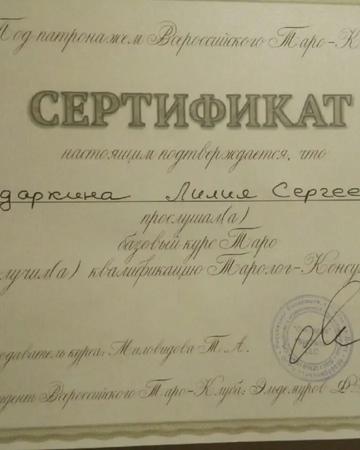 Под патронажем Всероссийского Таро-К
СЕРТИФИКАТ
настоящим подтверждается, что
даркина Лилия Сергее
прослушал(а)
базовый курс Таро
лучил(а) квалификацию Таролог-Консу
подаватель курса: Миловидова Т. А.
идент Всероссийского Таро-Клуба: Эльдемуров Ф